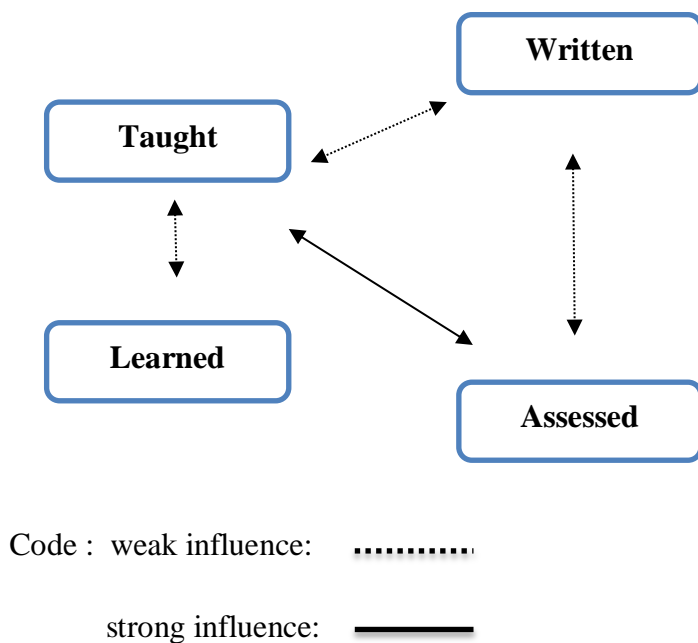 Written
Taught
Learned
Assessed
Code : weak influence:
strong influence: